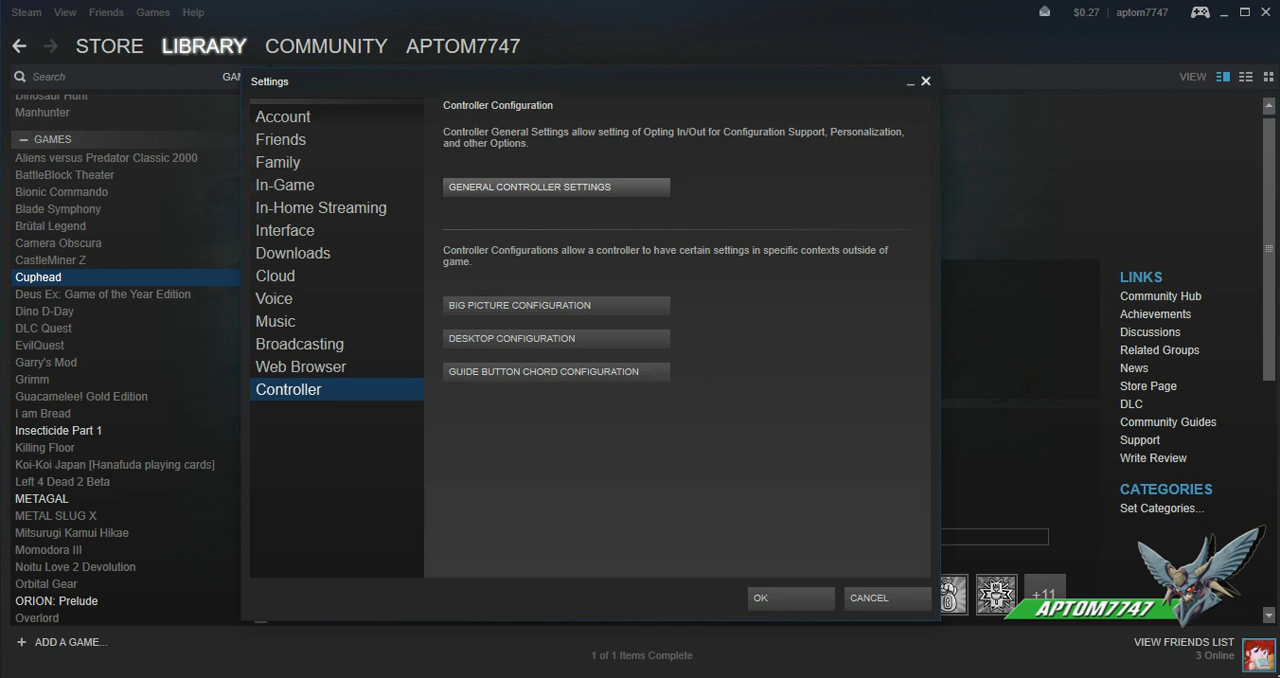 Steam View Friends Games Help
$0.27 | aptom7747
STORE LIBRARY COMMUNITY APTOM7747
Search
GAM
VIEW
Dinosaur Hunt
Manhunter
— GAMES
Aliens versus Predator Classic 2000
BattleBlock Theater
Bionic Commando
Blade Symphony
Brütal Legend
Camera Obscura
CastleMiner Z
Cuphead
Deus Ex: Game of the Year Edition
Dino D-Day
DLC Quest
EvilQuest
Garry's Mod
Grimm
Guacamelee! Gold Edition
I am Bread
Insecticide Part 1
Killing Floor
Koi-Koi Japan [Hanafuda playing cards]
Left 4 Dead 2 Beta
METAGAL
METAL SLUG X
Mitsurugi Kamui Hikae
Momodora III
Noitu Love 2 Devolution
Orbital Gear
ORION: Prelude
Overlord
+ ADD A GAME...
Settings
Account
Friends
Family
In-Game
In-Home Streaming
Interface
Downloads
Cloud
Voice
Music
Broadcasting
Web Browser
Controller
Controller Configuration
Controller General Settings allow setting of Opting In/Out for Configuration Support, Personalization,
and other Options.
GENERAL CONTROLLER SETTINGS
Controller Configurations allow a controller to have certain settings in specific contexts outside of
game.
BIG PICTURE CONFIGURATION
DESKTOP CONFIGURATION
GUIDE BUTTON CHORD CONFIGURATION
OK
CANCEL
LINKS
Community Hub
Achievements
Discussions
Related Groups
News
Store Page
DLC
Community Guides
Support
Write Review
CATEGORIES
Set Categories...
+11
APTOM7747
1 of 1 Items Complete
VIEW FRIENDS LIST
3 Online